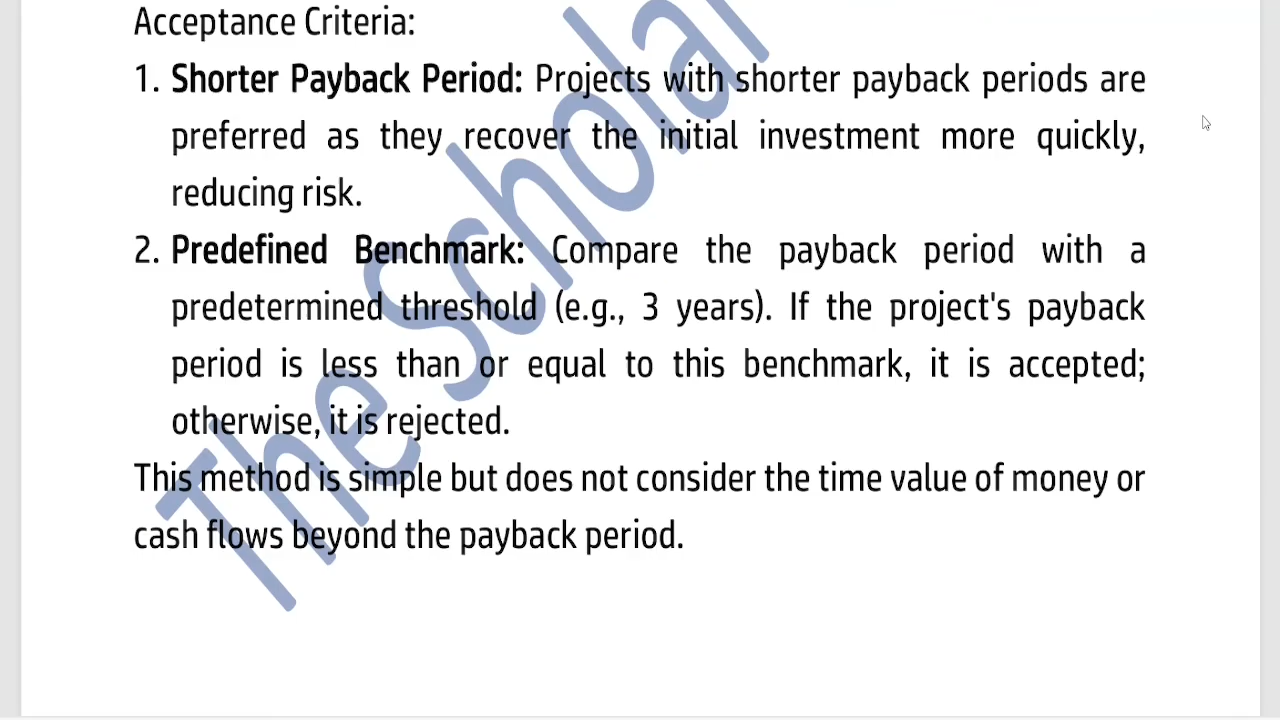 Acceptance Criteria:
1. Shorter Payback Period: Projects with shorter payback periods are
preferred as they recover the initial investment more quickly,
reducing risk.
2. Predefined Benchmark: Compare the payback period with a
predetermined threshold (e.g., 3 years). If the project's payback
period is less than or equal to this benchmark, it is accepted;
otherwise, it is rejected.
This method is simple but does not consider the time value of money or
cash flows beyond the payback period.
The Scholar